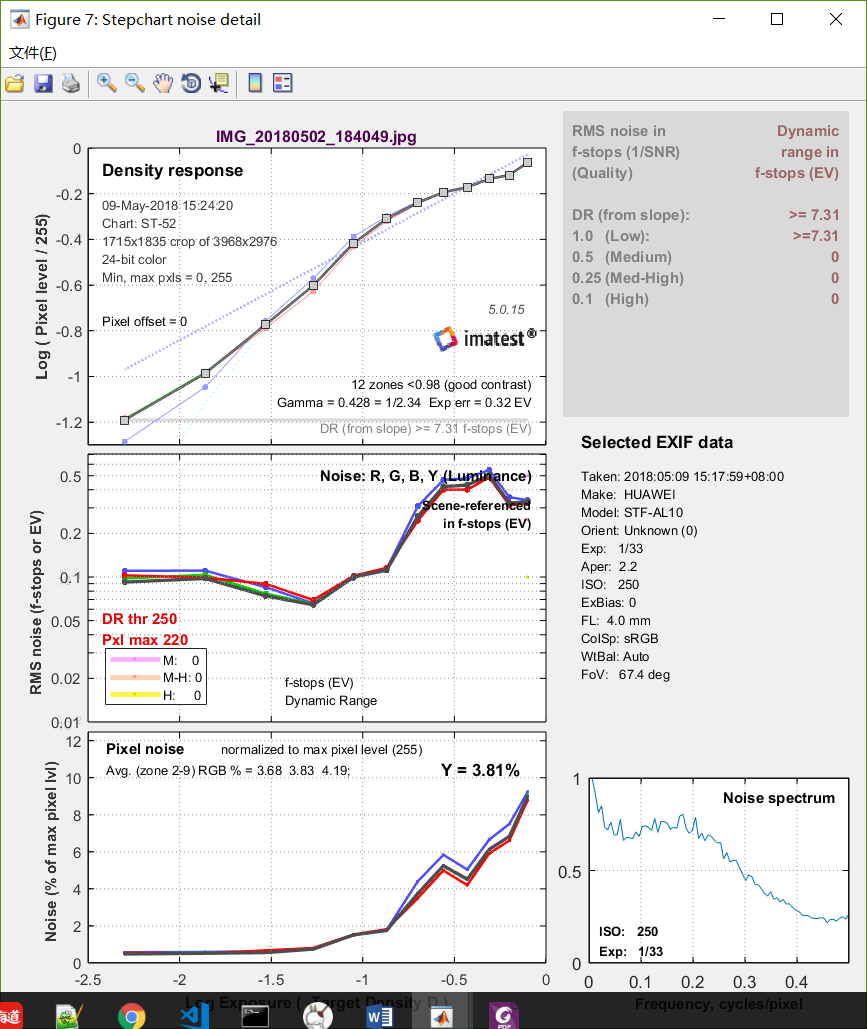 Figure 7: Stepchart noise detail
文件(F)
IMG_20180502_184049.jpg
Density response
09-May-2018 15:24:20
Chart: ST-52
1715x1835 crop of 3968x2976
24-bit color
Min, max pxls = 0, 255
Pixel offset = 0
5.0.15
imatest®
12 zones <0.98 (good contrast)
Gamma = 0.428 = 1/2.34 Exp err = 0.32 EV
DR (from slope) >= 7.31 f-stops (EV)
Log ( Pixel level / 255)
0
-0.2
-0.4
-0.6
-0.8
-1
-1.2
RMS noise in Dynamic
f-stops (1/SNR) range in
(Quality) f-stops (EV)
DR (from slope): >= 7.31
1.0 (Low): >=7.31
0.5 (Medium) 0
0.25 (Med-High) 0
0.1 (High) 0
Noise: R, G, B, Y (Luminance)
Scene-referenced
in f-stops (EV)
DR thr 250
Pxl max 220
M: 0
M-H: 0
H: 0
f-stops (EV)
Dynamic Range
RMS noise (f-stops or EV)
0.5
0.2
0.1
0.05
0.02
0.01
Selected EXIF data
Taken: 2018:05:09 15:17:59+08:00
Make: HUAWEI
Model: STF-AL10
Orient: Unknown (0)
Exp: 1/33
Aper: 2.2
ISO: 250
ExBias: 0
FL: 4.0 mm
ColSp: sRGB
WtBal: Auto
FoV: 67.4 deg
Pixel noise normalized to max pixel level (255)
Avg. (zone 2-9) RGB % = 3.68 3.83 4.19;
Y = 3.81%
Noise (% of max pixel lvl)
12
10
8
6
4
2
0
-2.5 -2 -1.5 -1 -0.5 0
Log Exposure ( -Target Density D )
Noise spectrum
ISO: 250
Exp: 1/33
1
0.5
0
0 0.1 0.2 0.3 0.4
Frequency, cycles/pixel
有道
W
PDF